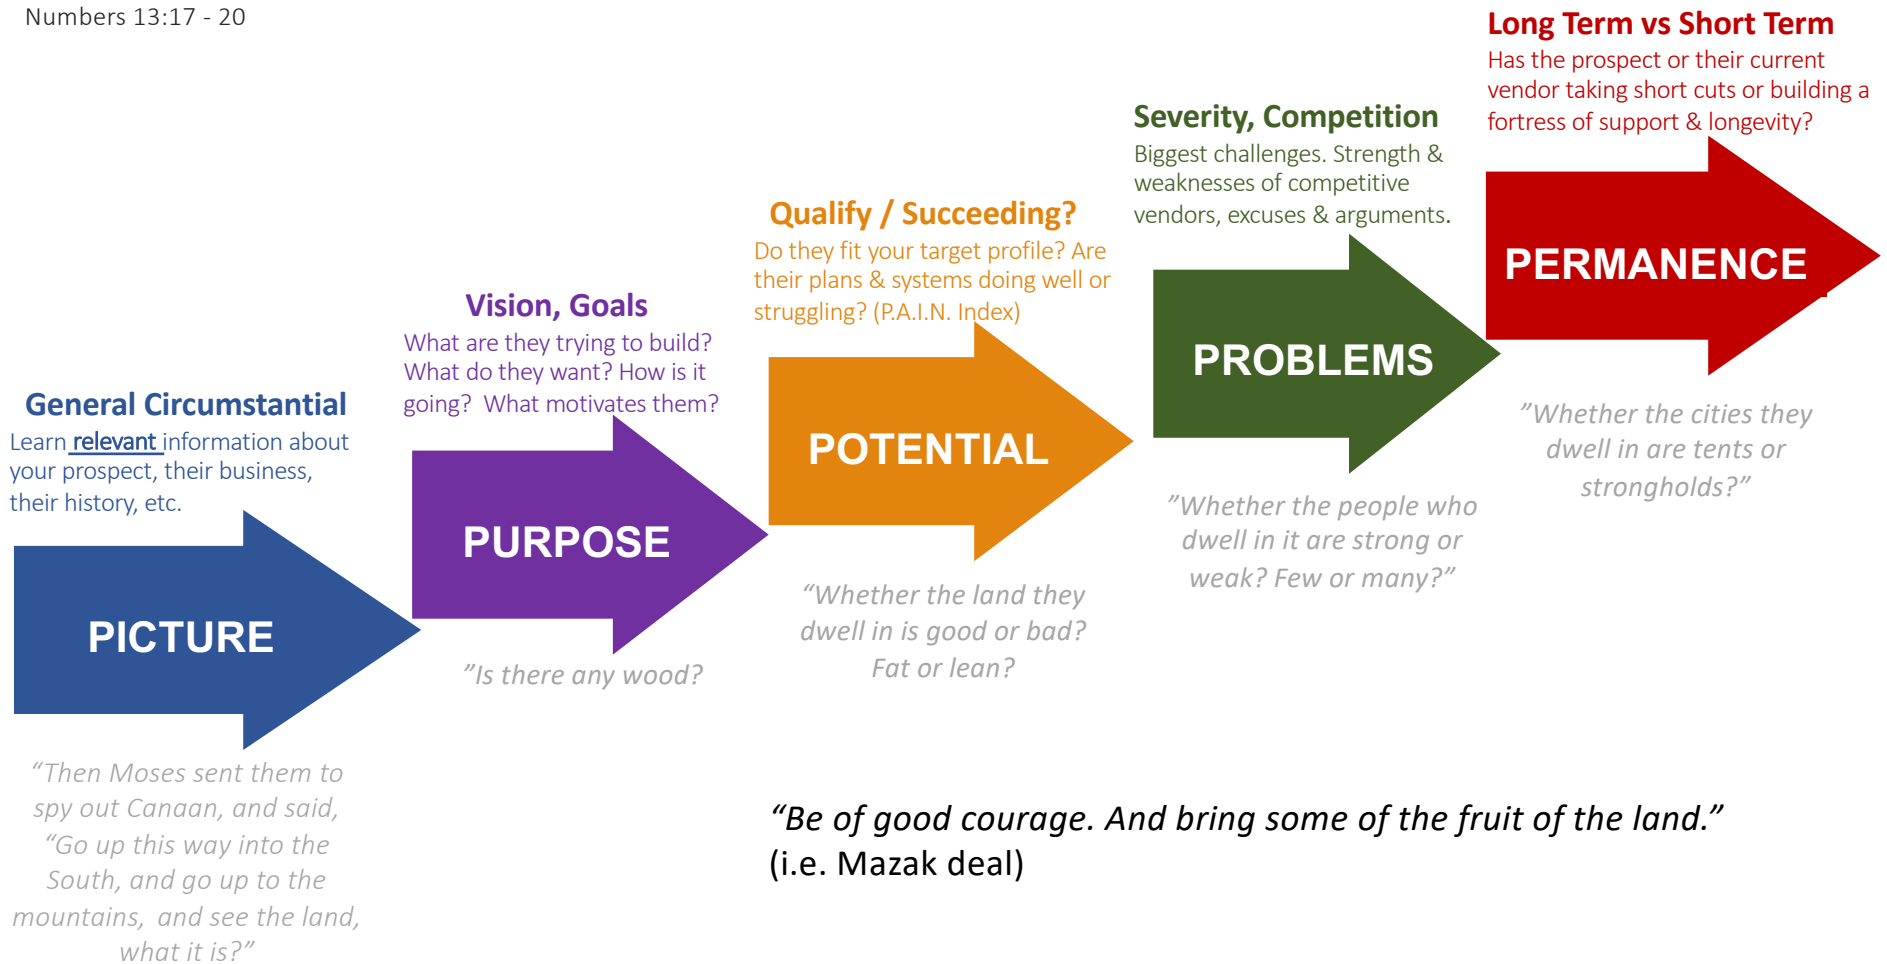 Numbers 13:17 - 20
General Circumstantial
Learn relevant information about
your prospect, their business,
their history, etc.
PICTURE
“Then Moses sent them to
spy out Canaan, and said,
“Go up this way into the
South, and go up to the
mountains,  and see the land,
what it is?”
Vision, Goals
What are they trying to build?
What do they want? How is it
going?  What motivates them?
PURPOSE
”Is there any wood?
Qualify / Succeeding?
Do they fit your target profile? Are
their plans & systems doing well or
struggling? (P.A.I.N. Index)
POTENTIAL
“Whether the land they
dwell in is good or bad?
Fat or lean?
Severity, Competition
Biggest challenges. Strength &
weaknesses of competitive
vendors, excuses & arguments.
PROBLEMS
”Whether the people who
dwell in it are strong or
weak? Few or many?”
Long Term vs Short Term
Has the prospect or their current
vendor taking short cuts or building a
fortress of support & longevity?
PERMANENCE
”Whether the cities they
dwell in are tents or
strongholds?”
“Be of good courage. And bring some of the fruit of the land.”
(i.e. Mazak deal)